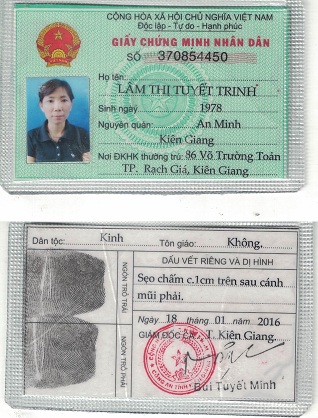 CỘNG HÒA XÃ HỘI CHỦ NGHĨA VIỆT NAM
Độc lập - Tự do - Hạnh phúc
GIẤY CHỨNG MINH NHÂN DÂN
SỐ 370854450
Họ tên:
LÂM THỊ TUYẾT TRINH
Sinh ngày 1978
Nguyên quán: An Minh
Kiên Giang
Nơi ĐKHK thường trú: 86 Võ Trường Toản
TP. Rạch Giá, Kiên Giang
Dân tộc: Kinh Tôn giáo: Không.
NGÓN TRỎ TRÁI
NGÓN TRỎ PHẢI
DẤU VẾT RIÊNG VÀ DỊ HÌNH
Sẹo chấm c.1cm trên sau cánh
mũi phải.
Ngày 18 tháng 01 năm 2016
GIÁM ĐỐC CA T. Kiên Giang.
Bùi Tuyết Minh